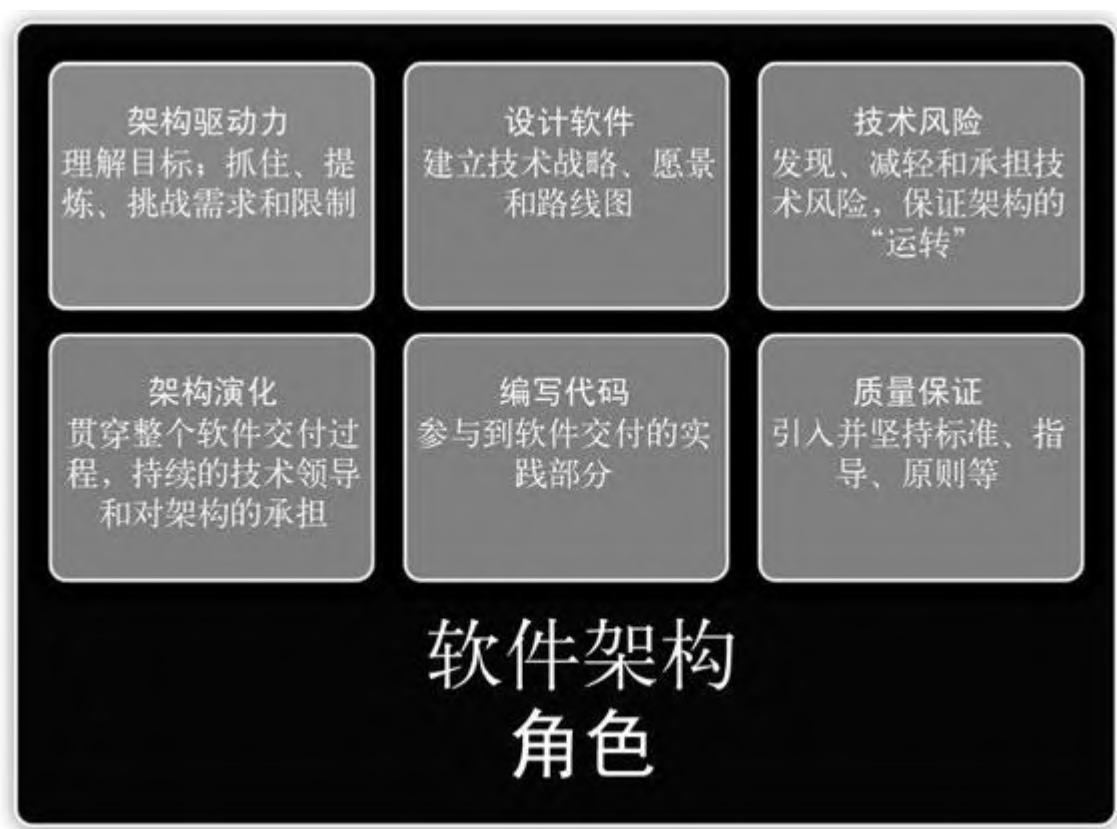 架构驱动力
理解目标；抓住、提
炼、挑战需求和限制
设计软件
建立技术战略、愿景
和路线图
技术风险
发现、减轻和承担技
术风险，保证架构的
“运转”
架构演化
贯穿整个软件交付过
程，持续的技术领导
和对架构的承担
编写代码
参与到软件交付的实
践部分
质量保证
引入并坚持标准、指
导、原则等
软件架构
角色